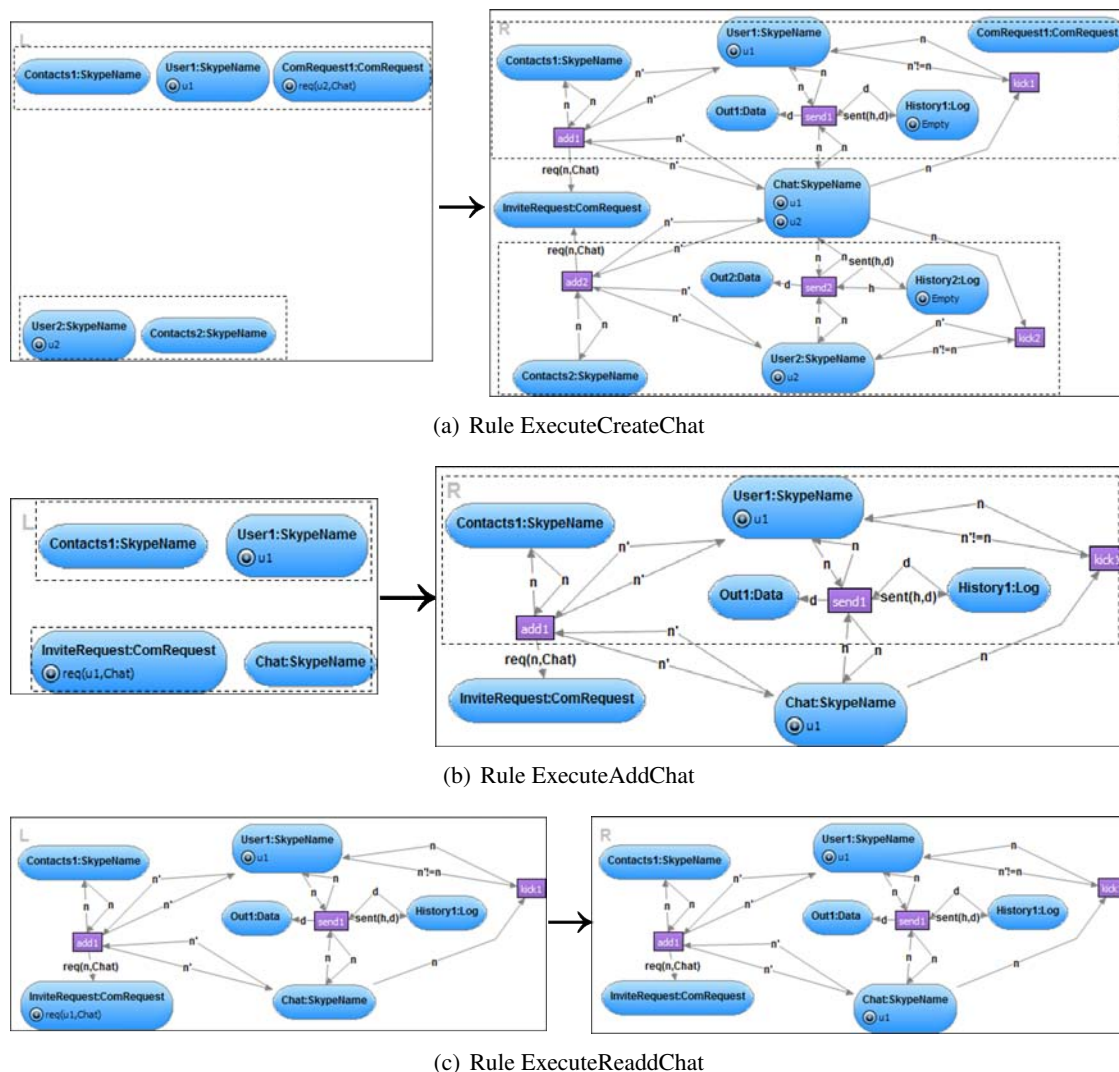 L
Contacts1:SkypeName
User1:SkypeName
u1
ComRequest1:ComRequest
req(u2,Chat)
User2:SkypeName
u2
Contacts2:SkypeName
R
User1:SkypeName
u1
ComRequest1:ComRequest
Contacts1:SkypeName
n'
n'
n
n
n
n
n'!=n
n
kick1
d
Out1:Data
d
send1
sent(h,d)
History1:Log
Empty
add1
n'
n'
n
n
n
req(n,Chat)
Chat:SkypeName
u1
u2
InviteRequest:ComRequest
n'
n'
n
req(n,Chat)
add2
n
n
sent(h,d)
Out2:Data
d
send2
h
History2:Log
Empty
n'
n'
n
n
n
n
n'
n'!=n
kick2
User2:SkypeName
u2
Contacts2:SkypeName
(a) Rule ExecuteCreateChat
L
Contacts1:SkypeName
User1:SkypeName
u1
InviteRequest:ComRequest
req(u1,Chat)
Chat:SkypeName
R
User1:SkypeName
u1
Contacts1:SkypeName
n
n'!=n
kick1
n'
n'
n
n
n
n
d
Out1:Data
d
send1
sent(h,d)
History1:Log
add1
n'
n'
n
n
n
req(n,Chat)
InviteRequest:ComRequest
Chat:SkypeName
u1
(b) Rule ExecuteAddChat
L
User1:SkypeName
u1
Contacts1:SkypeName
n
n'!=n
kick1
n'
n'
n
n
n
n
d
Out1:Data
d
send1
sent(h,d)
History1:Log
add1
n'
n'
n
n
n
req(n,Chat)
InviteRequest:ComRequest
req(u1,Chat)
Chat:SkypeName
R
User1:SkypeName
u1
Contacts1:SkypeName
n
n'!=n
kick1
n'
n'
n
n
n
n
d
Out1:Data
d
send1
sent(h,d)
History1:Log
add1
n'
n'
n
n
n
req(n,Chat)
InviteRequest:ComRequest
Chat:SkypeName
u1
(c) Rule ExecuteReaddChat